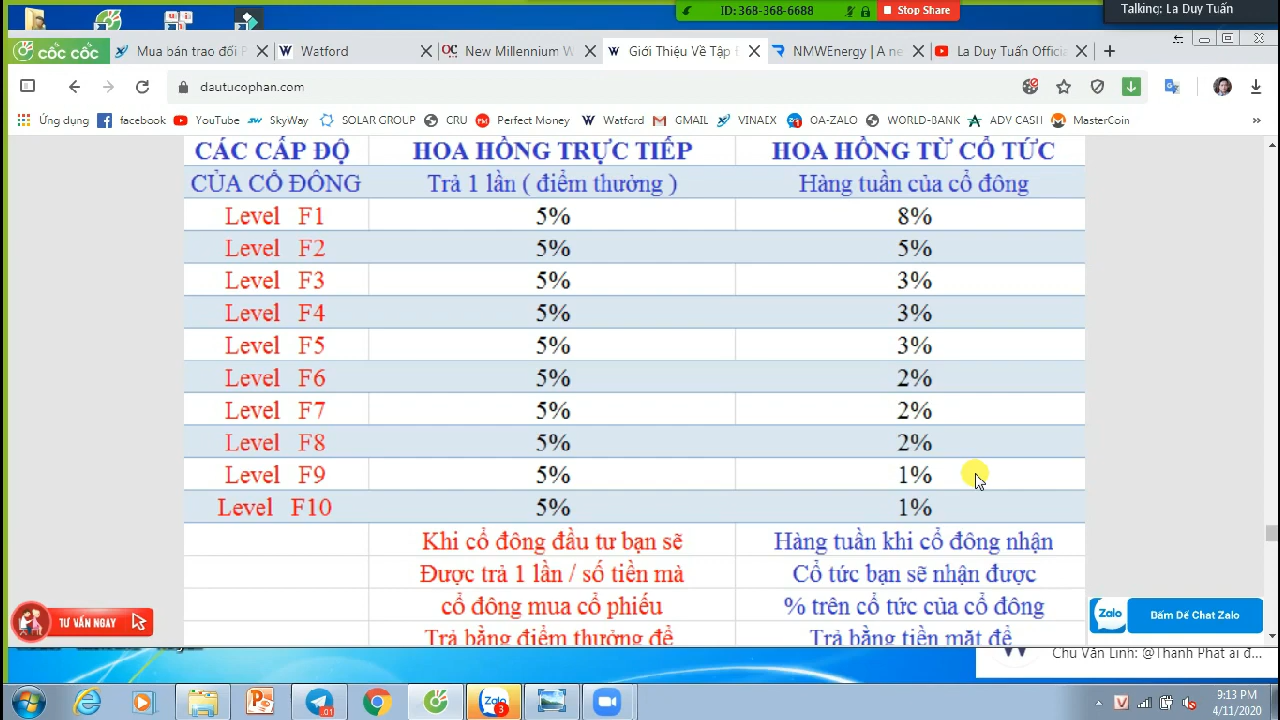 ID: 368-368-6688
Stop Share
Talking: La Duy Tuấn
cốc cốc
Mua bán trao đổi P
Watford
New Millennium W
Giới Thiệu Về Tập Đ
NMWEnergy | A ne
La Duy Tuấn Officia
dautucophan.com
Ứng dụng
facebook
YouTube
SkyWay
SOLAR GROUP
CRU
Perfect Money
Watford
GMAIL
VINAEX
OA-ZALO
WORLD-BANK
ADY CASH
MasterCoin
CÁC CẤP ĐỘ HOA HỒNG TRỰC TIẾP HOA HỒNG TỪ CỔ TỨC
CỦA CỔ ĐÔNG Trả 1 lần ( điểm thưởng ) Hàng tuần của cổ đông
Level F1 5% 8%
Level F2 5% 5%
Level F3 5% 3%
Level F4 5% 3%
Level F5 5% 3%
Level F6 5% 2%
Level F7 5% 2%
Level F8 5% 2%
Level F9 5% 1%
Level F10 5% 1%
Khi cổ đông đầu tư bạn sẽ Hàng tuần khi cổ đông nhận
Được trả 1 lần / số tiền mà Cổ tức bạn sẽ nhận được
cổ đông mua cổ phiếu % trên cổ tức của cổ đông
Trả bằng điểm thưởng để Trả bằng tiền mặt để
TƯ VẤN NGAY
Zalo
Bấm Để Chat Zalo
Chu Văn Linh: @Thành Phát ai đ...
01
Zalo
3
V
9:13 PM
4/11/2020